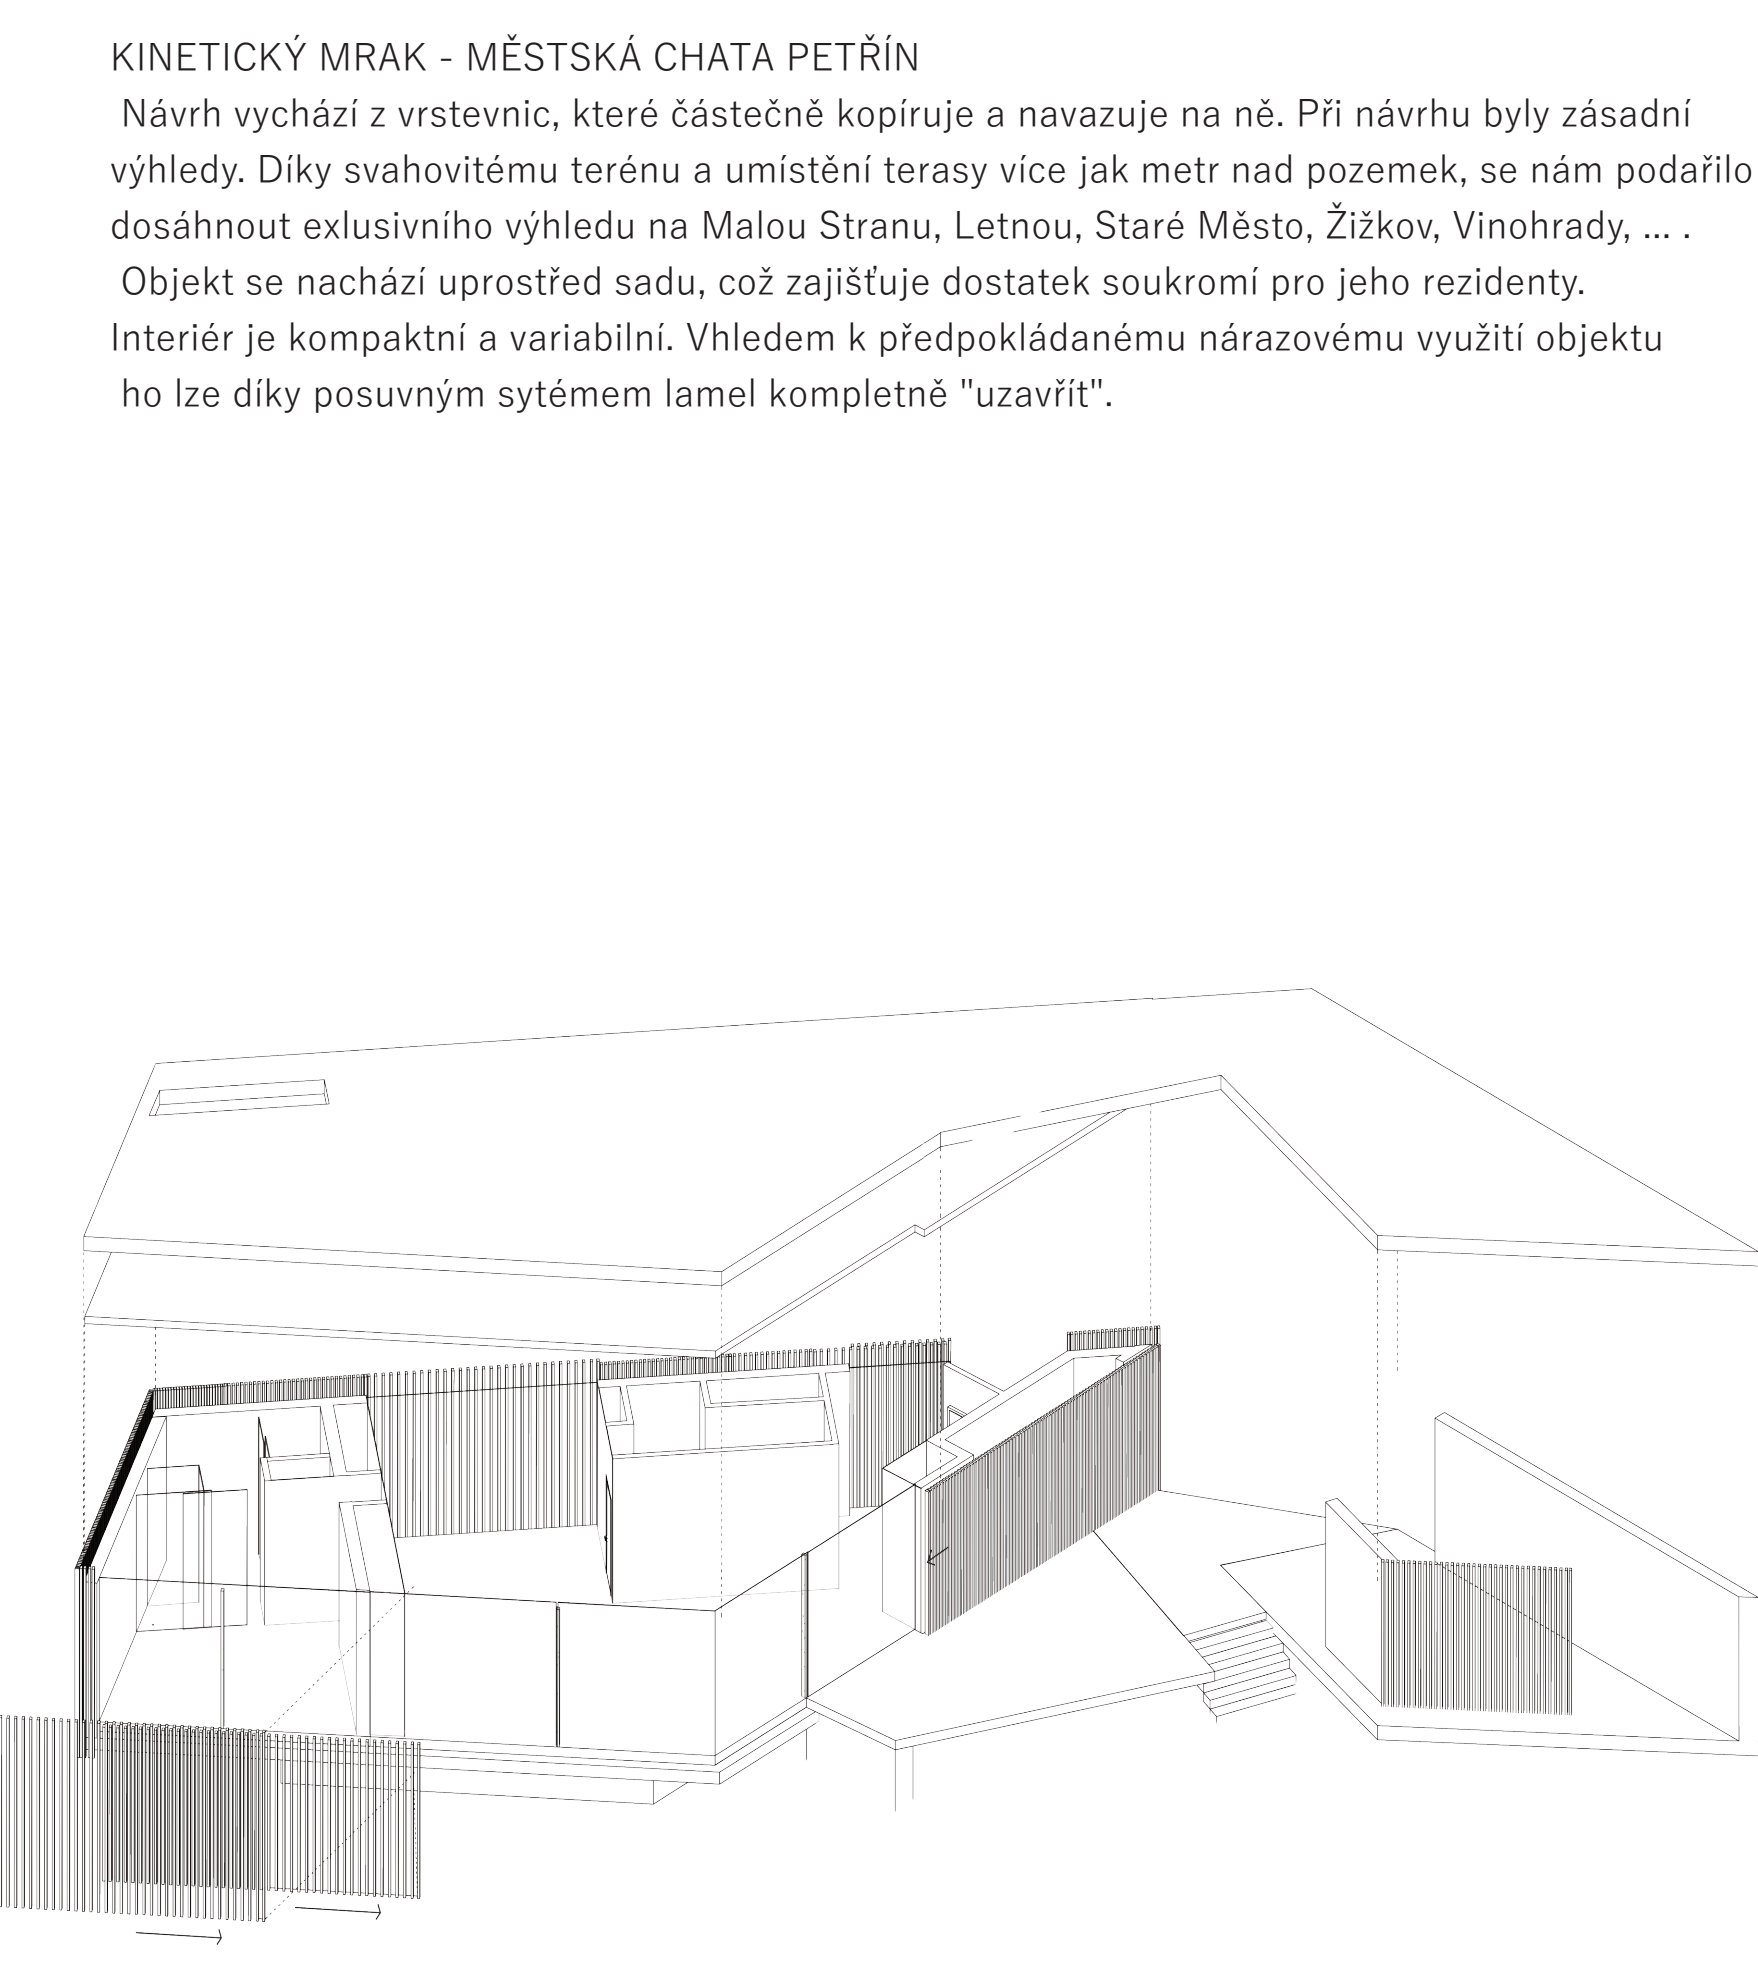 KINETICKÝ MRAK - MĚSTSKÁ CHATA PETŘÍN
Návrh vychází z vrstevnic, které částečně kopíruje a navazuje na ně. Při návrhu byly zásadní
výhledy. Díky svahovitému terénu a umístění terasy více jak metr nad pozemek, se nám podařilo
dosáhnout exlusivního výhledu na Malou Stranu, Letnou, Staré Město, Žižkov, Vinohrady, ... .
Objekt se nachází uprostřed sadu, což zajišťuje dostatek soukromí pro jeho rezidenty.
Interiér je kompaktní a variabilní. Vhledem k předpokládanému nárazovému využití objektu
ho lze díky posuvným sytémem lamel kompletně "uzavřít".